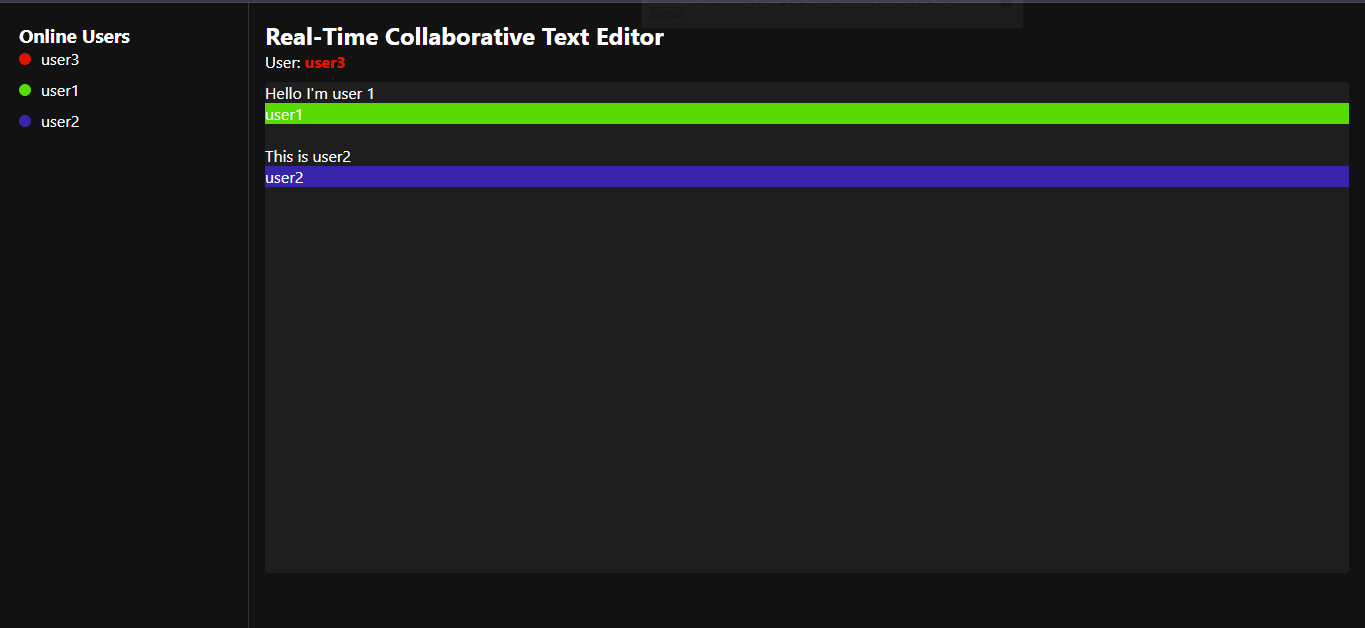 Online Users
user3
user1
user2
Real-Time Collaborative Text Editor
User: user3
Hello I'm user 1
user1
This is user2
user2
button.